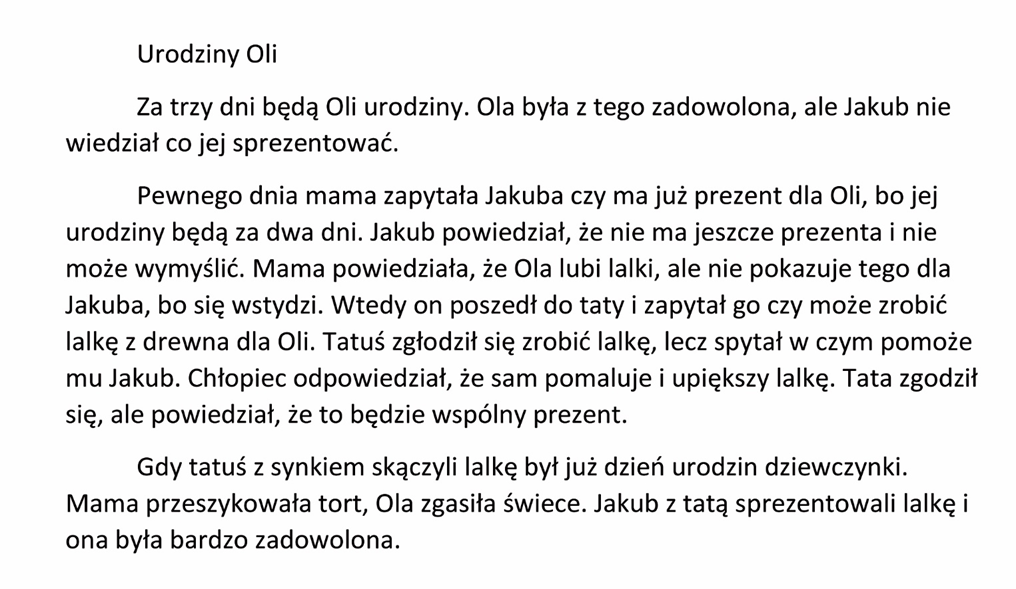 Urodziny Oli
Za trzy dni będą Oli urodziny. Ola była z tego zadowolona, ale Jakub nie
wiedział co jej sprezentować.
Pewnego dnia mama zapytała Jakuba czy ma już prezent dla Oli, bo jej
urodziny będą za dwa dni. Jakub powiedział, że nie ma jeszcze prezenta i nie
może wymyślić. Mama powiedziała, że Ola lubi lalki, ale nie pokazuje tego dla
Jakuba, bo się wstydzi. Wtedy on poszedł do taty i zapytał go czy może zrobić
lalkę z drewna dla Oli. Tatuś zgłodził się zrobić lalkę, lecz spytał w czym pomoże
mu Jakub. Chłopiec odpowiedział, że sam pomaluje i upiększy lalkę. Tata zgodził
się, ale powiedział, że to będzie wspólny prezent.
Gdy tatuś z synkiem skączyli lalkę był już dzień urodzin dziewczynki.
Mama przeszykowała tort, Ola zgasiła świece. Jakub z tatą sprezentowali lalkę i
ona była bardzo zadowolona.